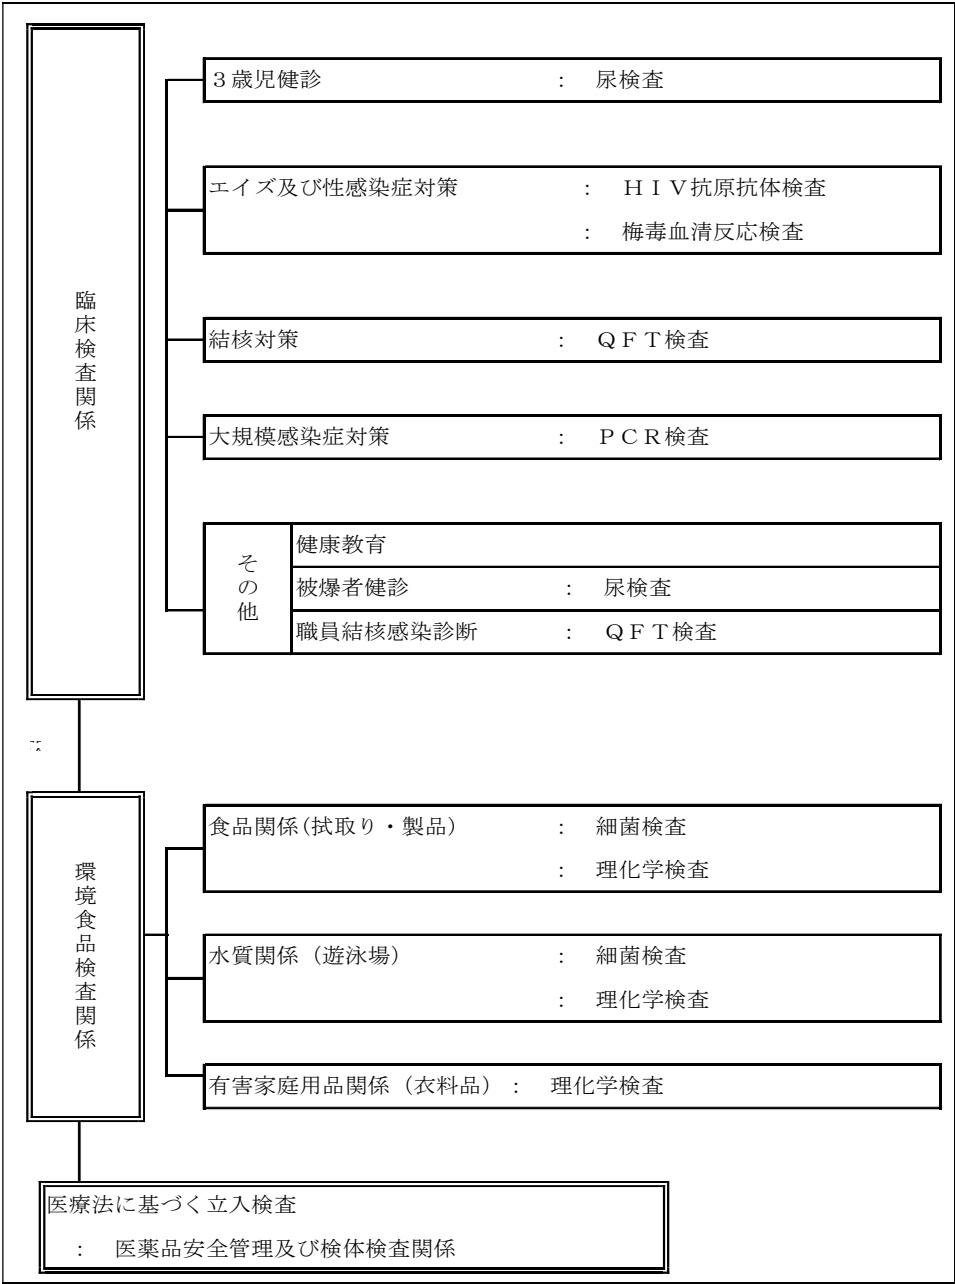 臨床検査関係
３歳児健診　：　尿検査
エイズ及び性感染症対策　：　ＨＩＶ抗原抗体検査
：　梅毒血清反応検査
結核対策　：　ＱＦＴ検査
大規模感染症対策　：　ＰＣＲ検査
その他
健康教育
被爆者健診　：　尿検査
職員結核感染診断　：　ＱＦＴ検査
環境食品検査関係
食品関係(拭取り・製品)　：　細菌検査
：　理化学検査
水質関係（遊泳場）　：　細菌検査
：　理化学検査
有害家庭用品関係（衣料品）：　理化学検査
医療法に基づく立入検査
：　医薬品安全管理及び検体検査関係